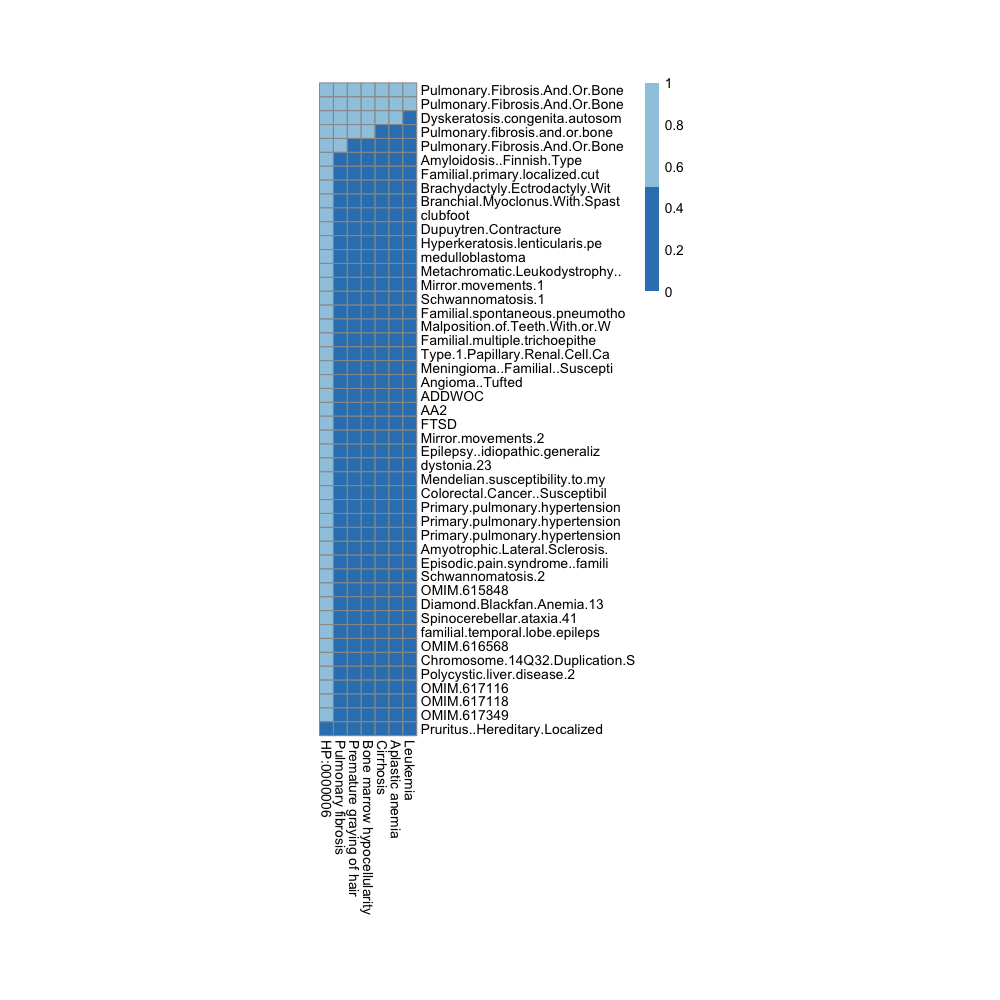 Pulmonary.Fibrosis.And.Or.Bone
Pulmonary.Fibrosis.And.Or.Bone
Dyskeratosis.congenita.autosom
Pulmonary.fibrosis.and.or.bone
Pulmonary.Fibrosis.And.Or.Bone
Amyloidosis..Finnish.Type
Familial.primary.localized.cut
Brachydactyly.Ectrodactyly.Wit
Branchial.Myoclonus.With.Spast
clubfoot
Dupuytren.Contracture
Hyperkeratosis.lenticularis.pe
medulloblastoma
Metachromatic.Leukodystrophy..
Mirror.movements.1
Schwannomatosis.1
Familial.spontaneous.pneumotho
Malposition.of.Teeth.With.or.W
Familial.multiple.trichoepithe
Type.1.Papillary.Renal.Cell.Ca
Meningioma..Familial..Suscepti
Angioma..Tufted
ADDWOC
AA2
FTSD
Mirror.movements.2
Epilepsy..idiopathic.generaliz
dystonia.23
Mendelian.susceptibility.to.my
Colorectal.Cancer..Susceptibil
Primary.pulmonary.hypertension
Primary.pulmonary.hypertension
Primary.pulmonary.hypertension
Amyotrophic.Lateral.Sclerosis.
Episodic.pain.syndrome..famili
Schwannomatosis.2
OMIM.615848
Diamond.Blackfan.Anemia.13
Spinocerebellar.ataxia.41
familial.temporal.lobe.epileps
OMIM.616568
Chromosome.14Q32.Duplication.S
Polycystic.liver.disease.2
OMIM.617116
OMIM.617118
OMIM.617349
Pruritus..Hereditary.Localized
HP:0000006
Pulmonary fibrosis
Premature graying of hair
Bone marrow hypocellularity
Cirrhosis
Aplastic anemia
Leukemia
1
0.8
0.6
0.4
0.2
0